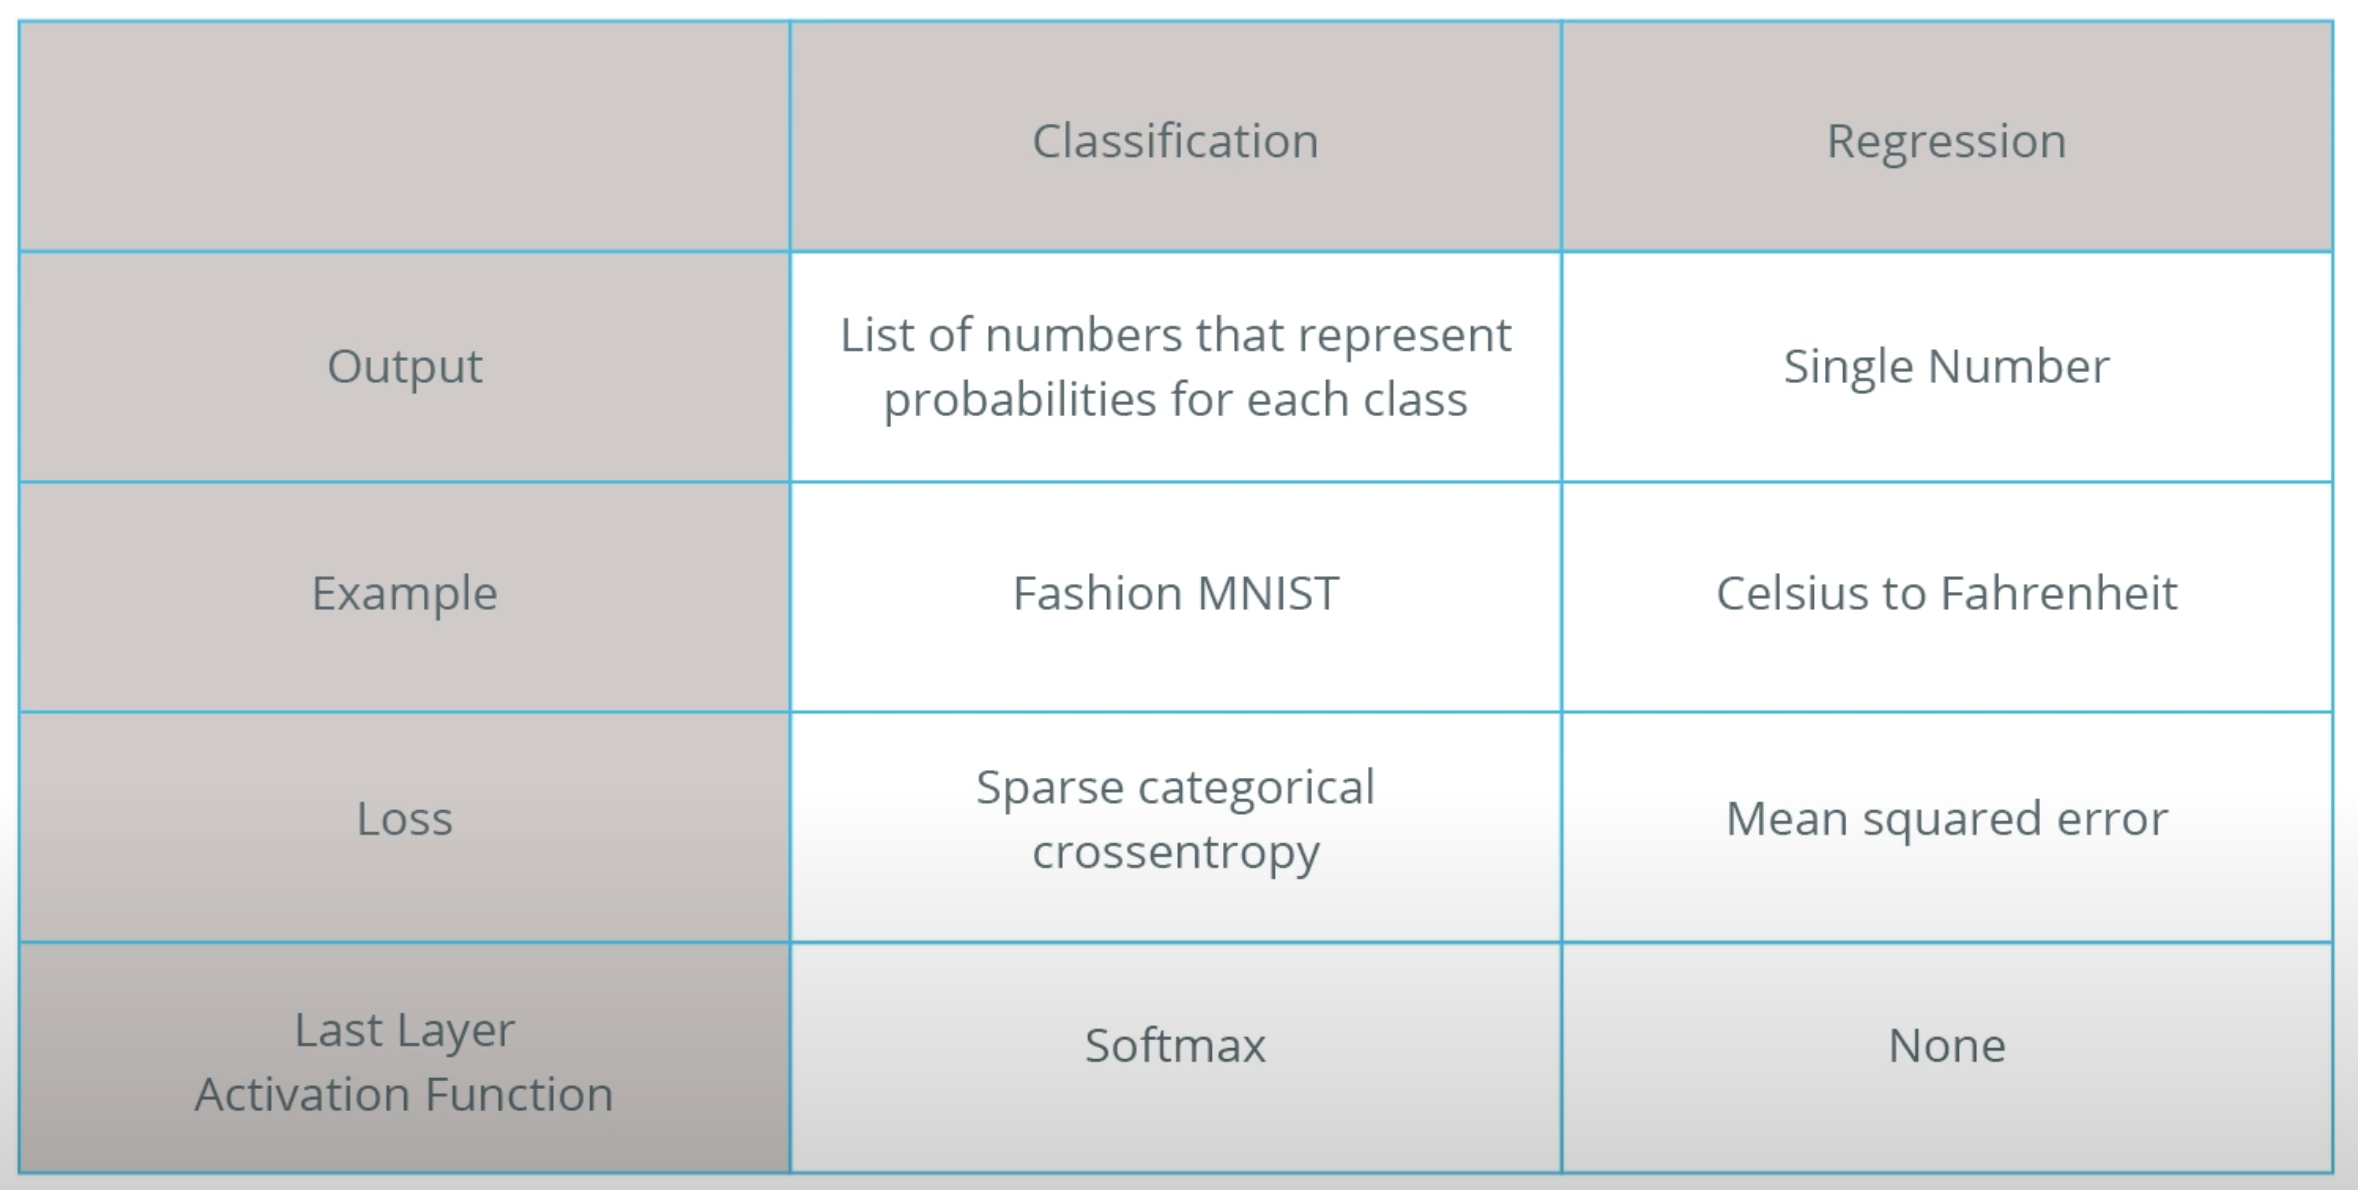 Classification
Regression
Output
List of numbers that represent
probabilities for each class
Single Number
Example
Fashion MNIST
Celsius to Fahrenheit
Loss
Sparse categorical
crossentropy
Mean squared error
Last Layer
Activation Function
Softmax
None